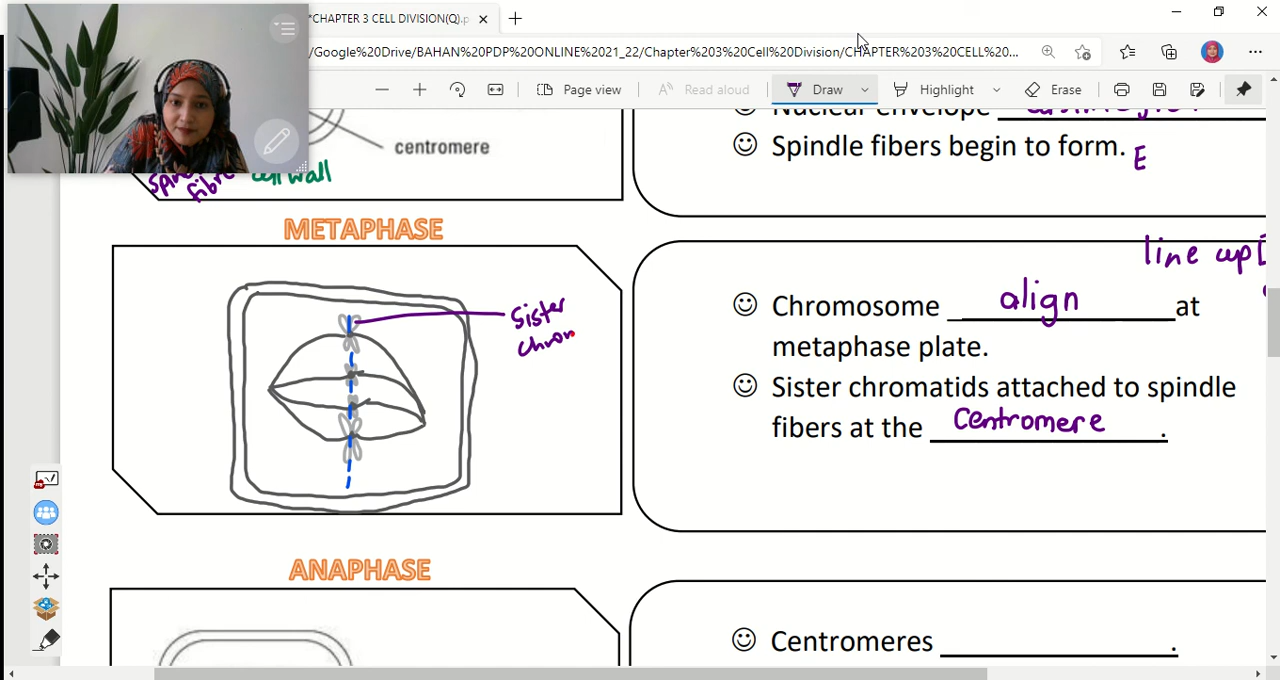 *CHAPTER 3 CELL DIVISION(Q).p
/Google%20Drive/BAHAN%20PDP%20ONLINE%2021_22/Chapter%203%20Cell%20Division/CHAPTER%203%20CELL%20...
Page view
Read aloud
Draw
Highlight
Erase
centromere
fibre
cell wall
Nuclear envelope
Spindle fibers begin to form. E
METAPHASE
line up
Sister
chrom
Chromosome align at
metaphase plate.
Sister chromatids attached to spindle
fibers at the centromere.
ANAPHASE
Centromeres .